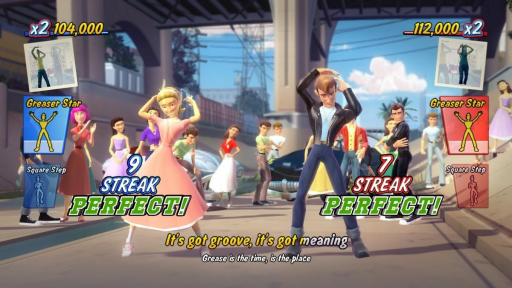 x2 104,000
112,000 x2
Greaser Star
Greaser Star
Square Step
Square Step
9
STREAK
PERFECT!
7
STREAK
PERFECT!
It's got groove, it's got meaning
Grease is the time, is the place